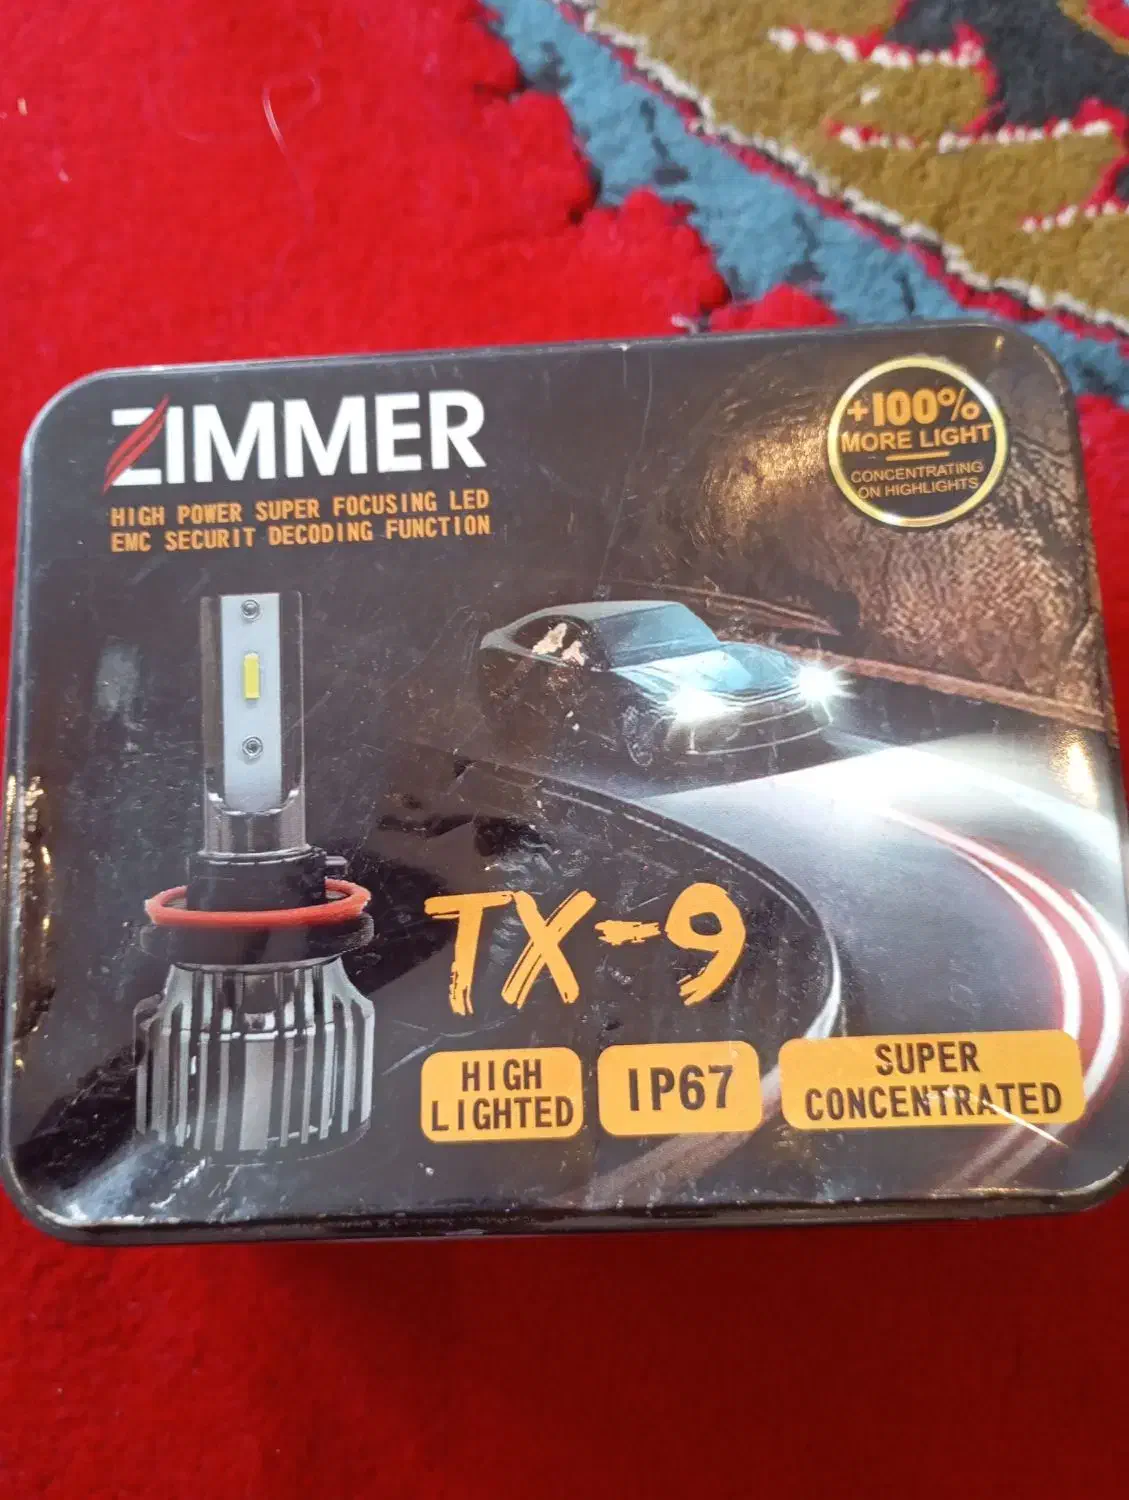 ZIMMER
HIGH POWER SUPER FOCUSING LED
EMC SECURIT DECODING FUNCTION
+100%
MORE LIGHT
CONCENTRATING
ON HIGHLIGHTS
TX-9
HIGH
LIGHTED
IP67
SUPER
CONCENTRATED